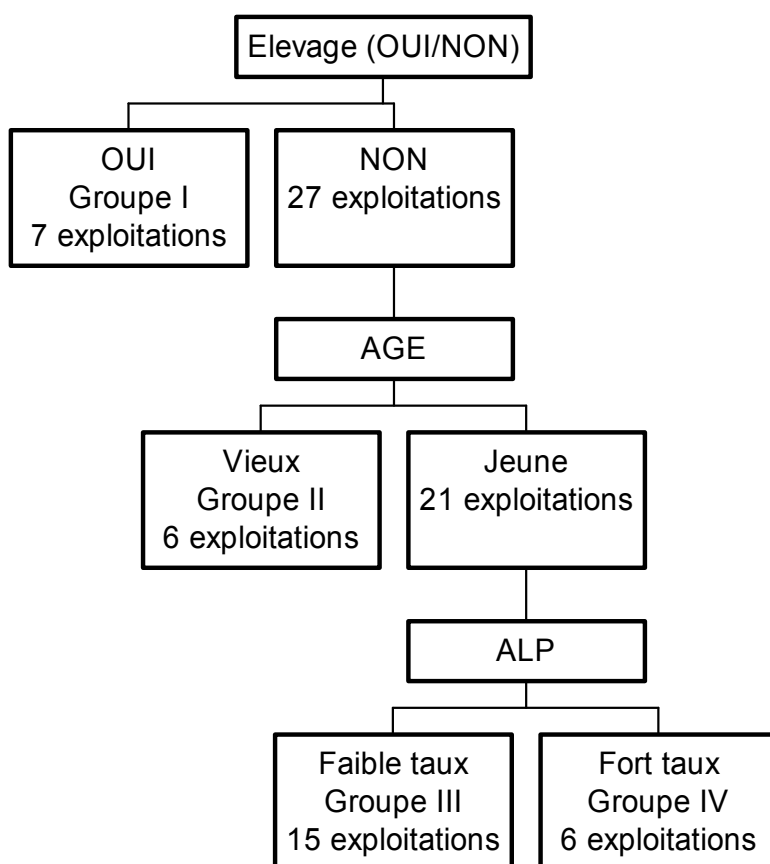 Elevage (OUI/NON)
OUI
Groupe I
7 exploitations
NON
27 exploitations
AGE
Vieux
Groupe II
6 exploitations
Jeune
21 exploitations
ALP
Faible taux
Groupe III
15 exploitations
Fort taux
Groupe IV
6 exploitations